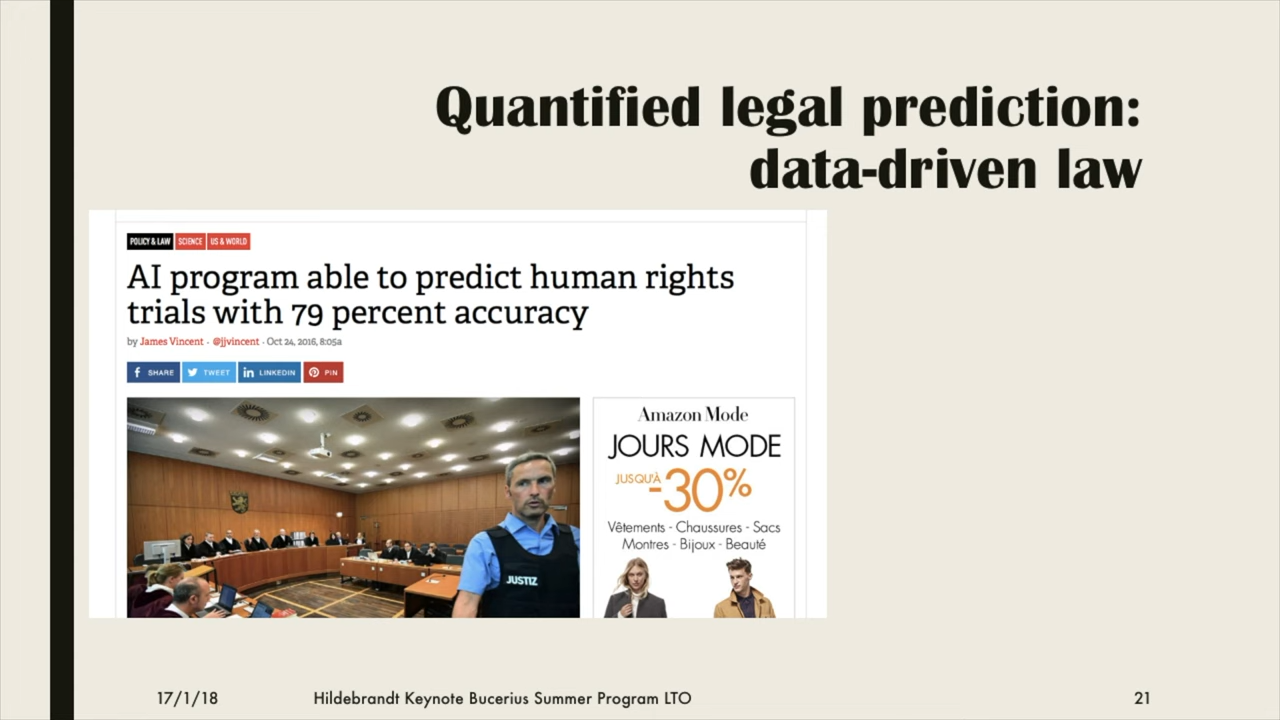 Quantified legal prediction:
data-driven law
POLICY & LAW SCIENCE US & WORLD
AI program able to predict human rights
trials with 79 percent accuracy
by James Vincent - @jjvincent - Oct 24, 2016, 8:05a
SHARE TWEET LINKEDIN PIN
JUSTIZ
Amazon Mode
JOURS MODE
JUSQU'À
-30%
Vêtements - Chaussures - Sacs
Montres - Bijoux - Beauté
17/1/18 Hildebrandt Keynote Bucerius Summer Program LTO 21